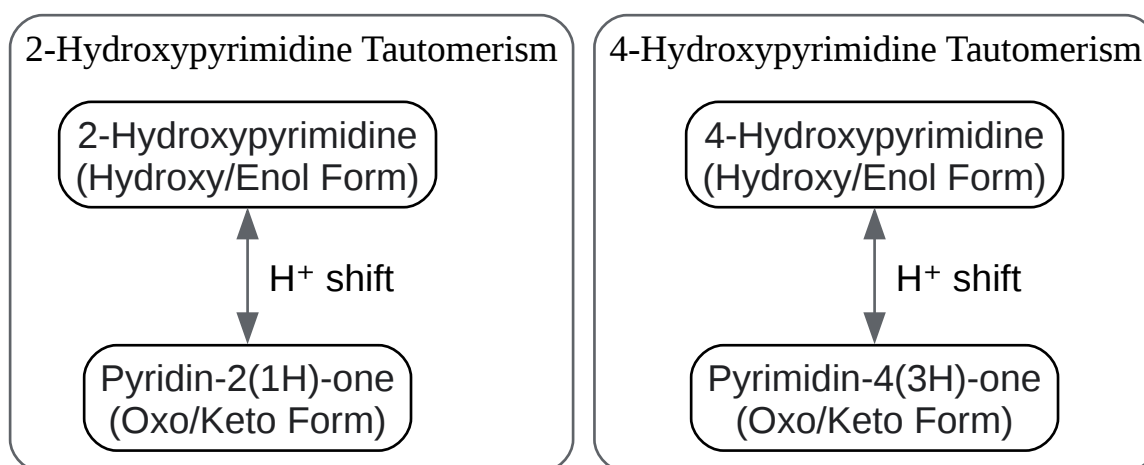 2-Hydroxypyrimidine Tautomerism
2-Hydroxypyrimidine
(Hydroxy/Enol Form)
H⁺ shift
Pyridin-2(1H)-one
(Oxo/Keto Form)
4-Hydroxypyrimidine Tautomerism
4-Hydroxypyrimidine
(Hydroxy/Enol Form)
H⁺ shift
Pyrimidin-4(3H)-one
(Oxo/Keto Form)